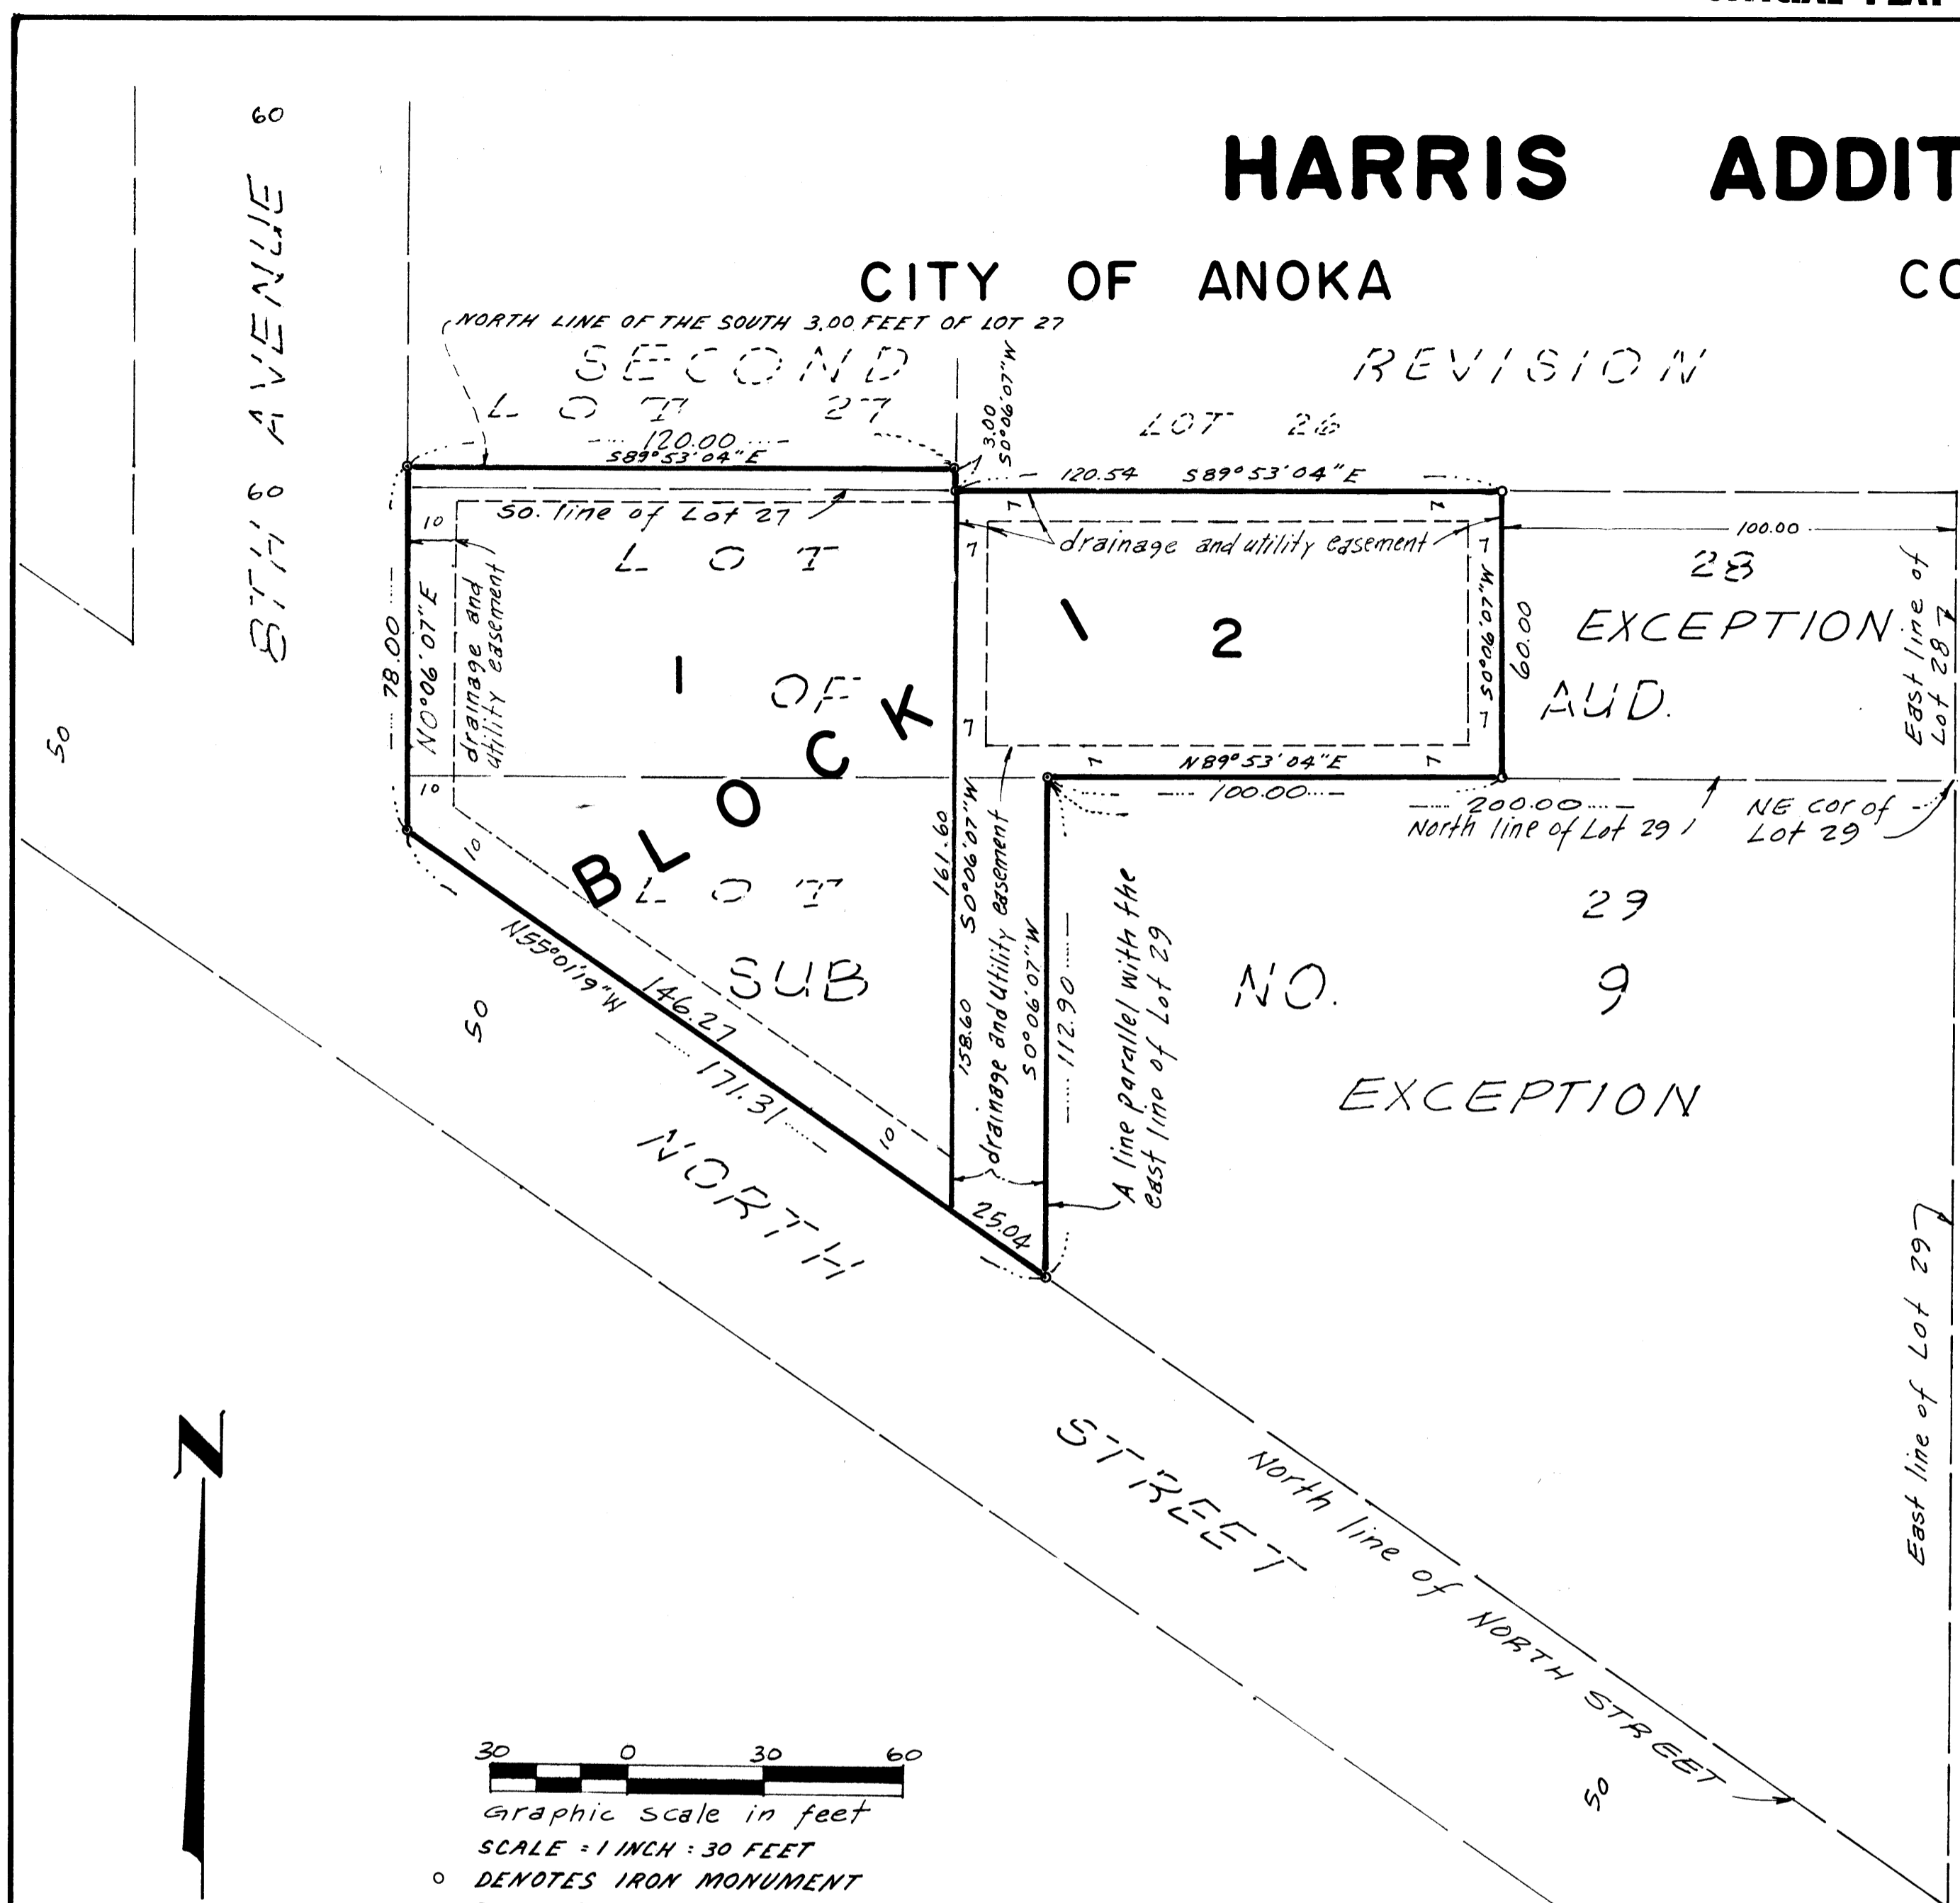 HARRIS ADDIT
CITY OF ANOKA CO
8TH AVENUE
60
60
NORTH LINE OF THE SOUTH 3.00 FEET OF LOT 27
SECOND REVISION
LOT 27
LOT 26
120.00
S89°53'04"E
3.00
S0°06'07"W
120.54 S89°53'04"E
So. line of Lot 27
100.00
10
7
7
7
7
drainage and utility easement
LOT
28
EXCEPTION
East line of
Lot 28
78.00
N0°06'07"E
drainage and
utility easement
1
2
S0°06'07"W
60.00
OF
AUD.
BLOCK 1
50
7
7
7
7
N89°53'04"E
10
100.00
200.00
North line of Lot 29
NE cor of
Lot 29
10
161.60
S0°06'07"W
158.60
drainage and Utility easement
S0°06'07"W
112.90
A line parallel with the
east line of Lot 29
LOT
29
SUB
NO.
9
N55°01'19"W
146.27
171.31
50
10
25.04
EXCEPTION
NORTH
STREET
North line of NORTH STREET
East line of Lot 29
50
N
30 0 30 60
Graphic scale in feet
SCALE = 1 INCH : 30 FEET
o DENOTES IRON MONUMENT